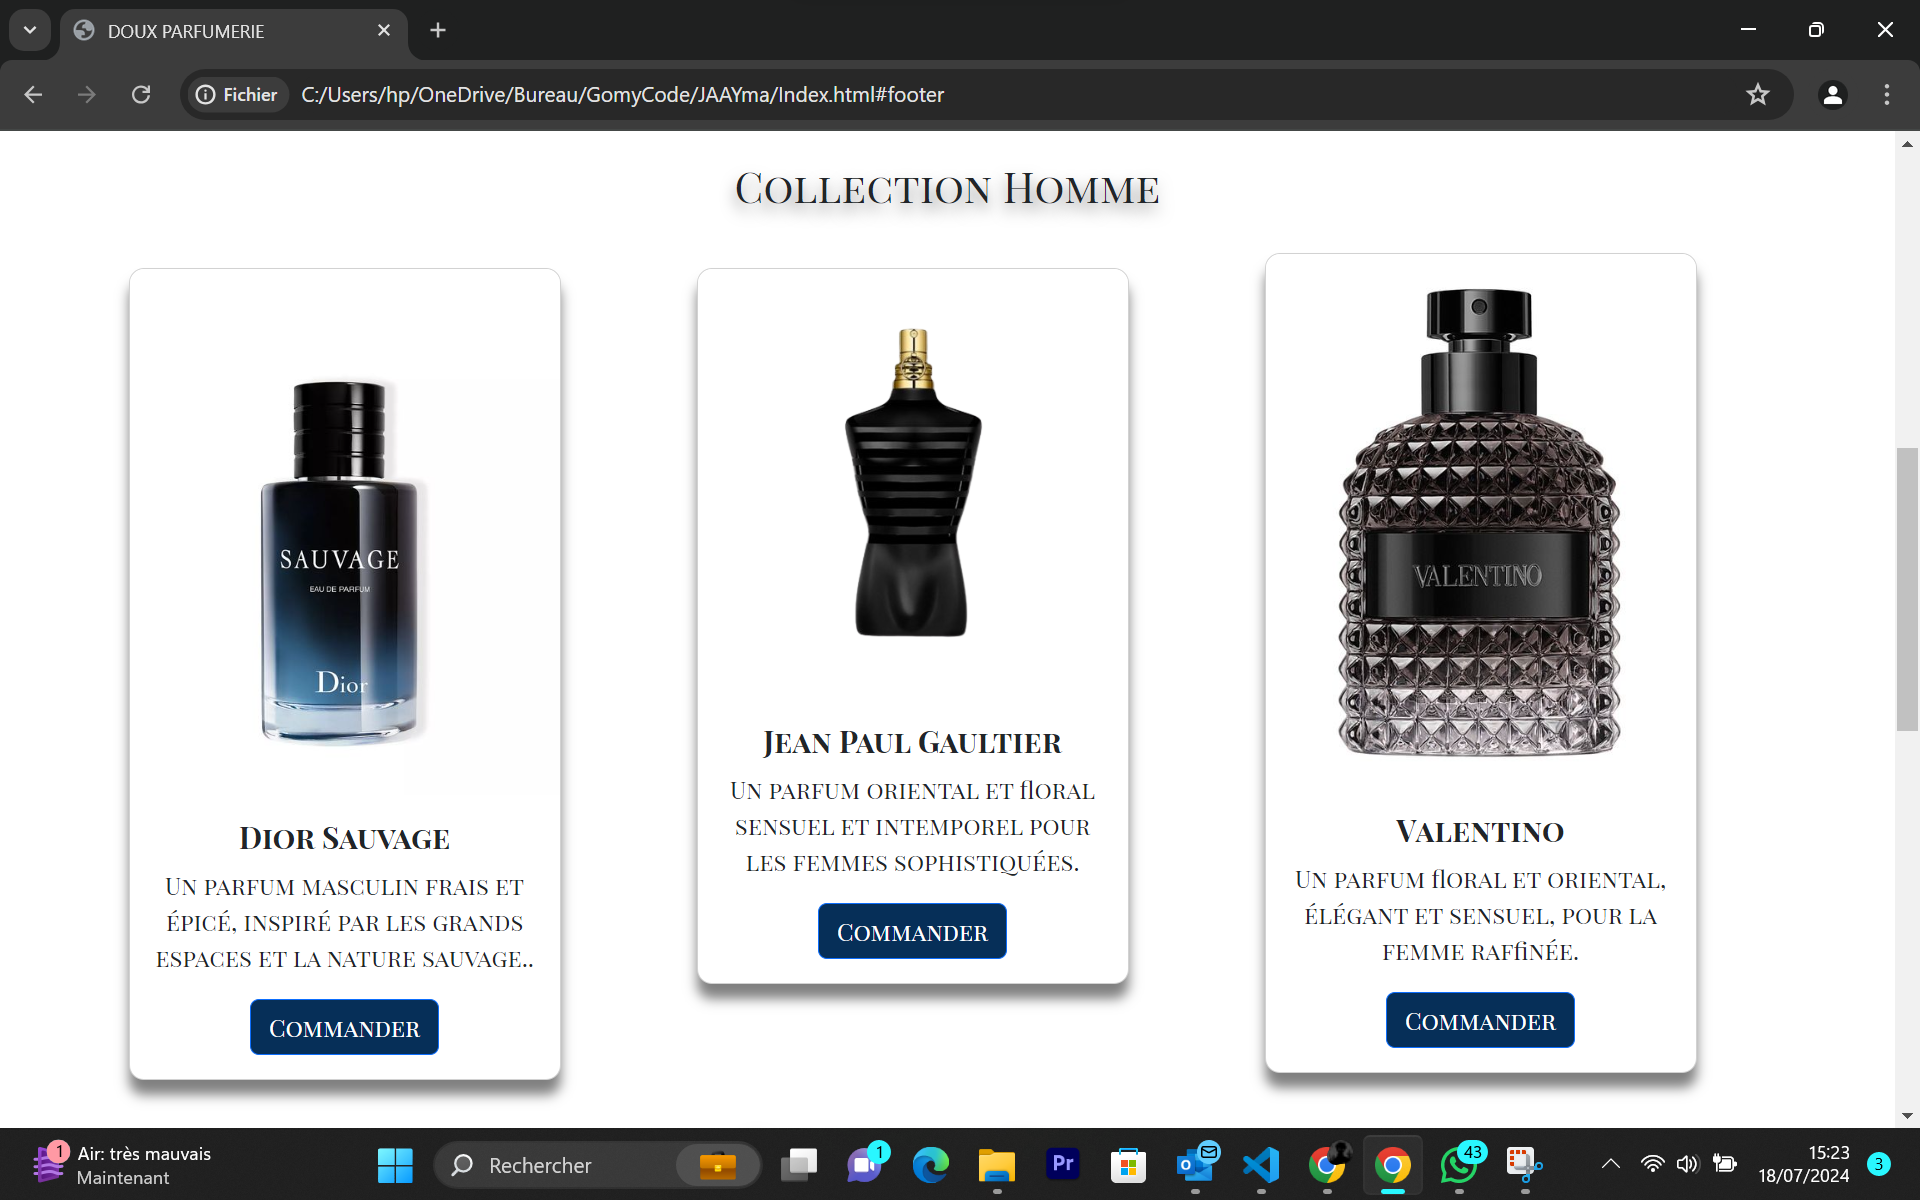 DOUX PARFUMERIE
Fichier
C:/Users/hp/OneDrive/Bureau/GomyCode/JAAYma/Index.html#footer
Collection Homme
SAUVAGE
EAU DE PARFUM
Dior
Dior Sauvage
Un parfum masculin frais et
épicé, inspiré par les grands
espaces et la nature sauvage..
Commander
Jean Paul Gaultier
Un parfum oriental et floral
sensuel et intemporel pour
les femmes sophistiquées.
Commander
VALENTINO
Valentino
Un parfum floral et oriental,
élégant et sensuel, pour la
femme raffinée.
Commander
1
Air: très mauvais
Maintenant
Rechercher
1
Pr
43
15:23
18/07/2024
3